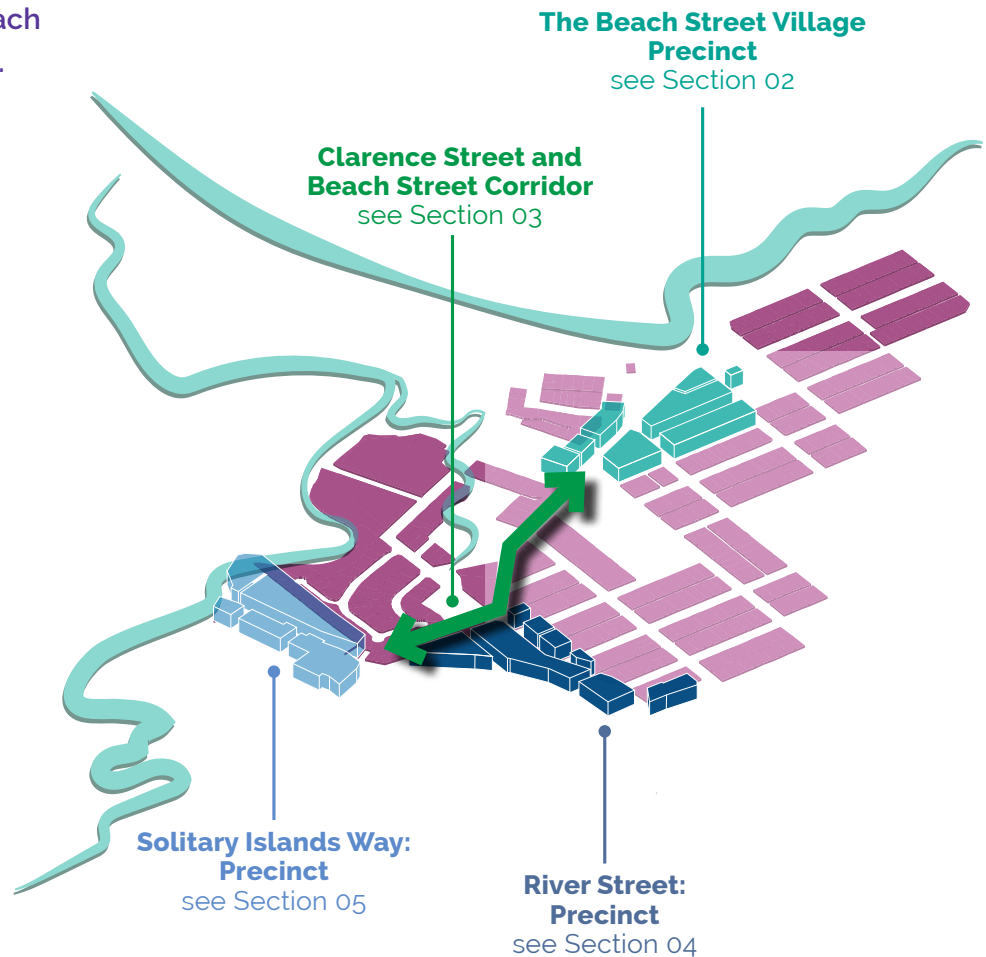 ach
.
The Beach Street Village
Precinct
see Section 02
Clarence Street and
Beach Street Corridor
see Section 03
Solitary Islands Way:
Precinct
see Section 05
River Street:
Precinct
see Section 04